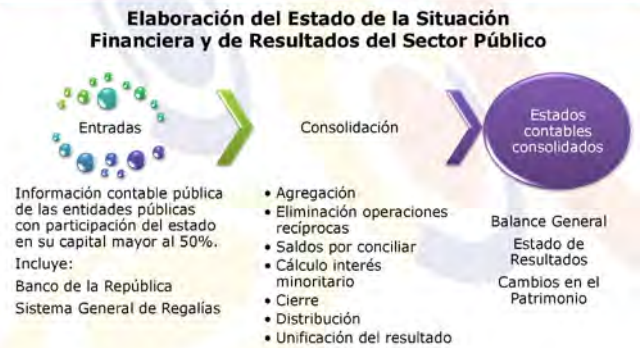 Elaboración del Estado de la Situación
Financiera y de Resultados del Sector Público
Entradas
Información contable pública
de las entidades públicas
con participación del estado
en su capital mayor al 50%.
Incluye:
Banco de la República
Sistema General de Regalías
Consolidación
• Agregación
• Eliminación operaciones
recíprocas
• Saldos por conciliar
• Cálculo interés
minoritario
• Cierre
• Distribución
• Unificación del resultado
Estados
contables
consolidados
Balance General
Estado de
Resultados
Cambios en el
Patrimonio